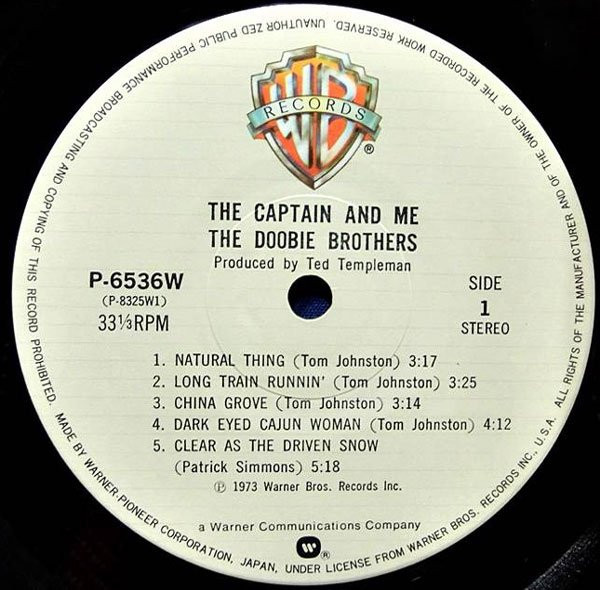 WB
RECORDS
®
THE CAPTAIN AND ME
THE DOOBIE BROTHERS
Produced by Ted Templeman
P-6536W
(P-8325W1)
33⅓RPM
SIDE
1
STEREO
1. NATURAL THING (Tom Johnston) 3:17
2. LONG TRAIN RUNNIN' (Tom Johnston) 3:25
3. CHINA GROVE (Tom Johnston) 3:14
4. DARK EYED CAJUN WOMAN (Tom Johnston) 4:12
5. CLEAR AS THE DRIVEN SNOW
(Patrick Simmons) 5:18
℗ 1973 Warner Bros. Records Inc.
a Warner Communications Company
®
MADE BY WARNER-PIONEER CORPORATION, JAPAN, UNDER LICENSE FROM WARNER BROS. RECORDS INC., U.S.A. ALL RIGHTS OF THE MANUFACTURER AND OF THE OWNER OF THE RECORDED WORK RESERVED. UNAUTHORIZED PUBLIC PERFORMANCE BROADCASTING AND COPYING OF THIS RECORD PROHIBITED.